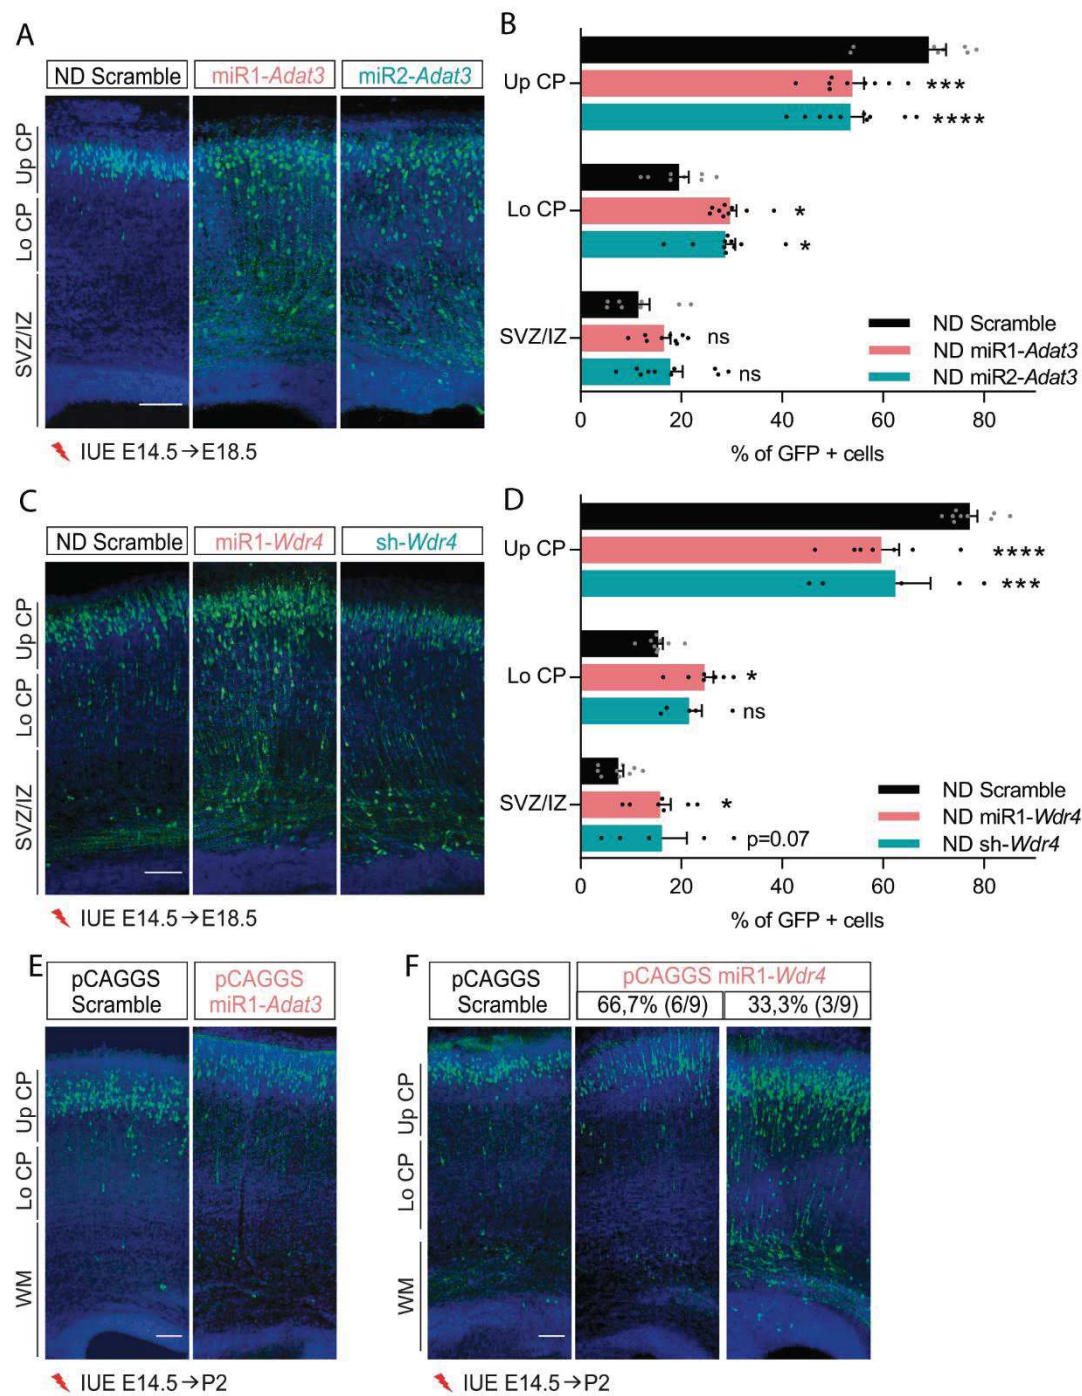 A
ND Scramble miR1-Adat3 miR2-Adat3
Up CP
Lo CP
SVZ/IZ
IUE E14.5→E18.5
B
Up CP
***
****
Lo CP
*
*
SVZ/IZ
ns
ns
ND Scramble
ND miR1-Adat3
ND miR2-Adat3
0 20 40 60 80
% of GFP + cells
C
ND Scramble miR1-Wdr4 sh-Wdr4
Up CP
Lo CP
SVZ/IZ
IUE E14.5→E18.5
D
Up CP
****
***
Lo CP
*
ns
SVZ/IZ
*
p=0.07
ND Scramble
ND miR1-Wdr4
ND sh-Wdr4
0 20 40 60 80
% of GFP + cells
E
pCAGGS Scramble
pCAGGS miR1-Adat3
Up CP
Lo CP
WM
IUE E14.5→P2
F
pCAGGS Scramble
pCAGGS miR1-Wdr4
66,7% (6/9) 33,3% (3/9)
Up CP
Lo CP
WM
IUE E14.5→P2